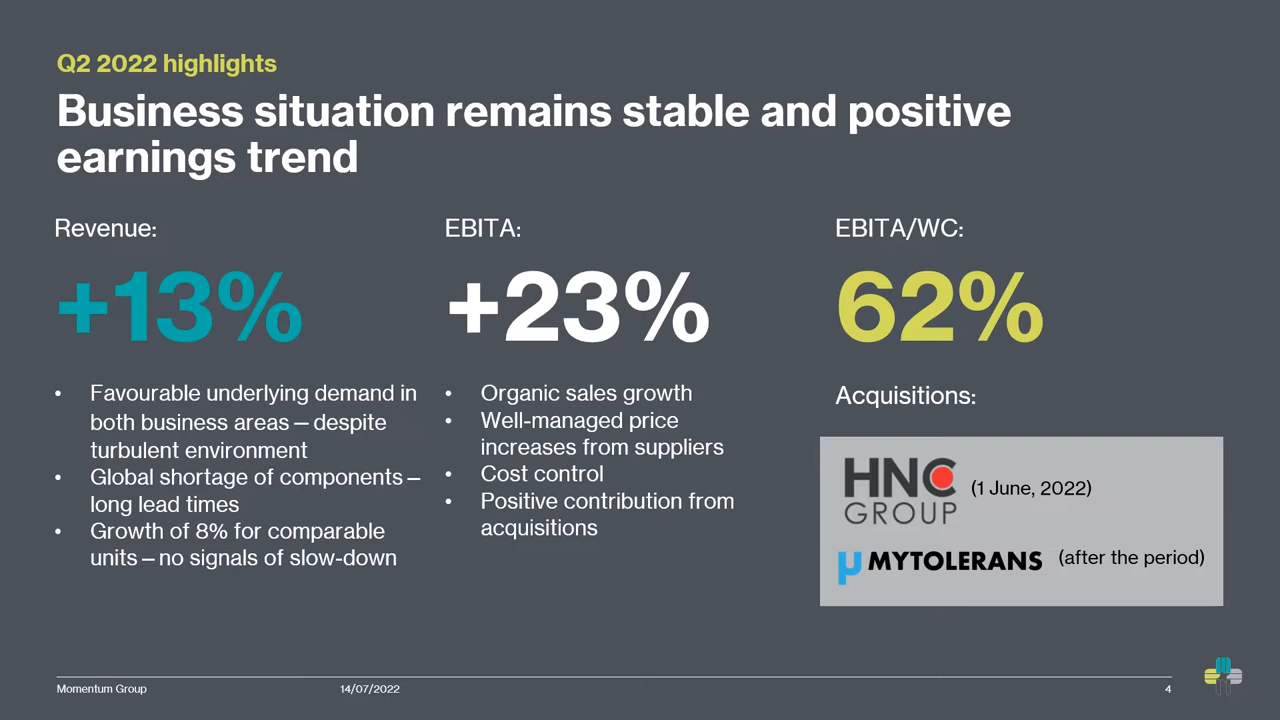 Q2 2022 highlights
Business situation remains stable and positive
earnings trend
Revenue:
+13%
• Favourable underlying demand in
both business areas – despite
turbulent environment
• Global shortage of components –
long lead times
• Growth of 8% for comparable
units – no signals of slow-down
EBITA:
+23%
• Organic sales growth
• Well-managed price
increases from suppliers
• Cost control
• Positive contribution from
acquisitions
EBITA/WC:
62%
Acquisitions:
HNC
GROUP
(1 June, 2022)
µ MYTOLERANS (after the period)
Momentum Group
14/07/2022
4